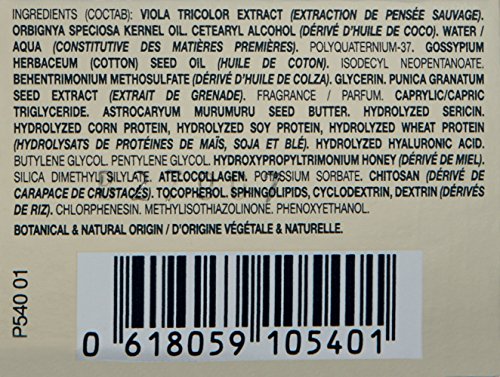 INGREDIENTS (COCTAB): VIOLA TRICOLOR EXTRACT (EXTRACTION DE PENSÉE SAUVAGE).
ORBIGNYA SPECIOSA KERNEL OIL. CETEARYL ALCOHOL (DÉRIVÉ D'HUILE DE COCO). WATER /
AQUA (CONSTITUTIVE DES MATIÈRES PREMIÈRES). POLYQUATERNIUM-37. GOSSYPIUM
HERBACEUM (COTTON) SEED OIL (HUILE DE COTON). ISODECYL NEOPENTANOATE.
BEHENTRIMONIUM METHOSULFATE (DÉRIVÉ D'HUILE DE COLZA). GLYCERIN. PUNICA GRANATUM
SEED EXTRACT (EXTRAIT DE GRENADE). FRAGRANCE / PARFUM. CAPRYLIC/CAPRIC
TRIGLYCERIDE. ASTROCARYUM MURUMURU SEED BUTTER. HYDROLYZED SERICIN.
HYDROLYZED CORN PROTEIN, HYDROLYZED SOY PROTEIN, HYDROLYZED WHEAT PROTEIN
(HYDROLYSATS DE PROTÉINES DE MAÏS, SOJA ET BLÉ). HYDROLYZED HYALURONIC ACID.
BUTYLENE GLYCOL. PENTYLENE GLYCOL. HYDROXYPROPYLTRIMONIUM HONEY (DÉRIVÉ DE MIEL).
SILICA DIMETHYL SILYLATE. ATELOCOLLAGEN. POTASSIUM SORBATE. CHITOSAN (DÉRIVÉ DE
CARAPACE DE CRUSTACÉS). TOCOPHEROL. SPHINGOLIPIDS, CYCLODEXTRIN, DEXTRIN (DÉRIVÉS
DE RIZ). CHLORPHENESIN. METHYLISOTHIAZOLINONE. PHENOXYETHANOL.
BOTANICAL & NATURAL ORIGIN / D'ORIGINE VÉGÉTALE & NATURELLE.
P540 01
0 618059 105401